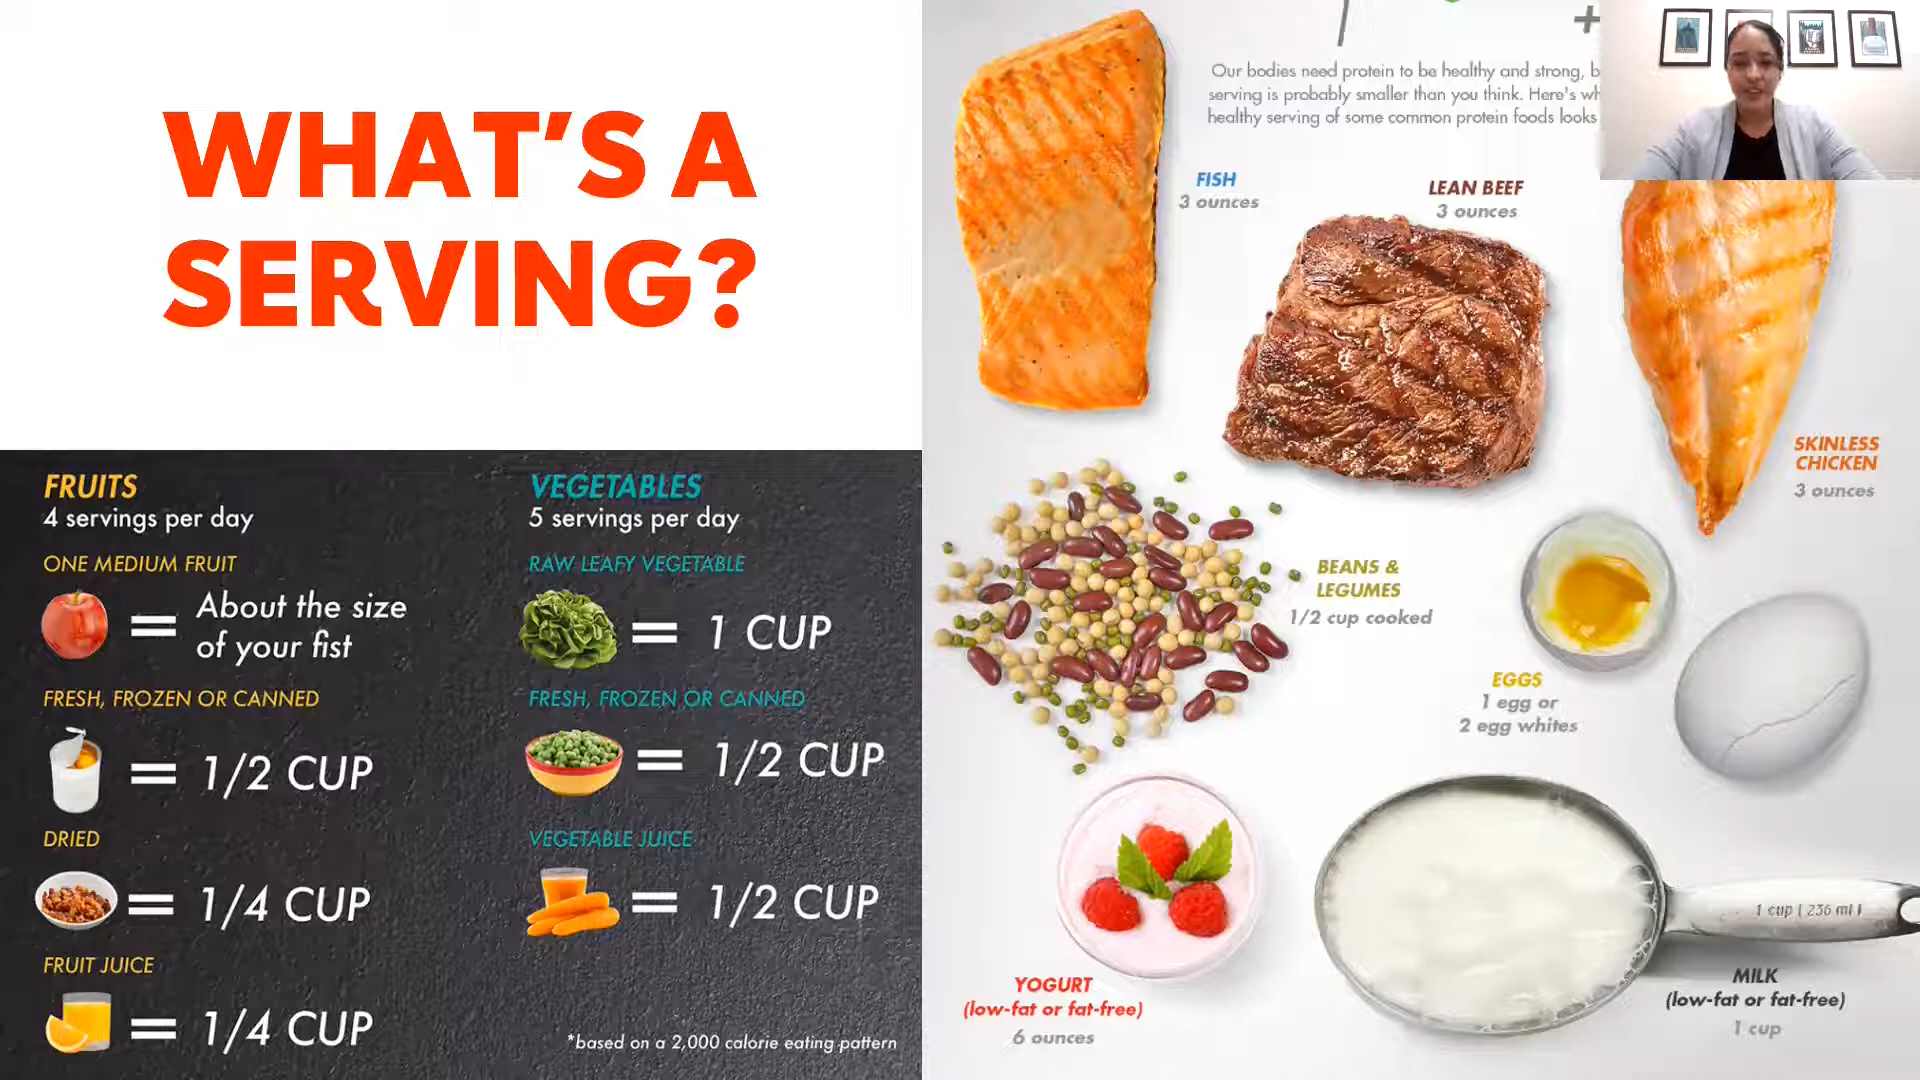 WHAT'S A
SERVING?
FRUITS
4 servings per day
ONE MEDIUM FRUIT
= About the size
of your fist
FRESH, FROZEN OR CANNED
= 1/2 CUP
DRIED
= 1/4 CUP
FRUIT JUICE
= 1/4 CUP
VEGETABLES
5 servings per day
RAW LEAFY VEGETABLE
= 1 CUP
FRESH, FROZEN OR CANNED
= 1/2 CUP
VEGETABLE JUICE
= 1/2 CUP
*based on a 2,000 calorie eating pattern
Our bodies need protein to be healthy and strong, b
serving is probably smaller than you think. Here's wh
healthy serving of some common protein foods looks
FISH
3 ounces
LEAN BEEF
3 ounces
SKINLESS
CHICKEN
3 ounces
BEANS &
LEGUMES
1/2 cup cooked
EGGS
1 egg or
2 egg whites
YOGURT
(low-fat or fat-free)
6 ounces
1 cup ( 236 ml )
MILK
(low-fat or fat-free)
1 cup